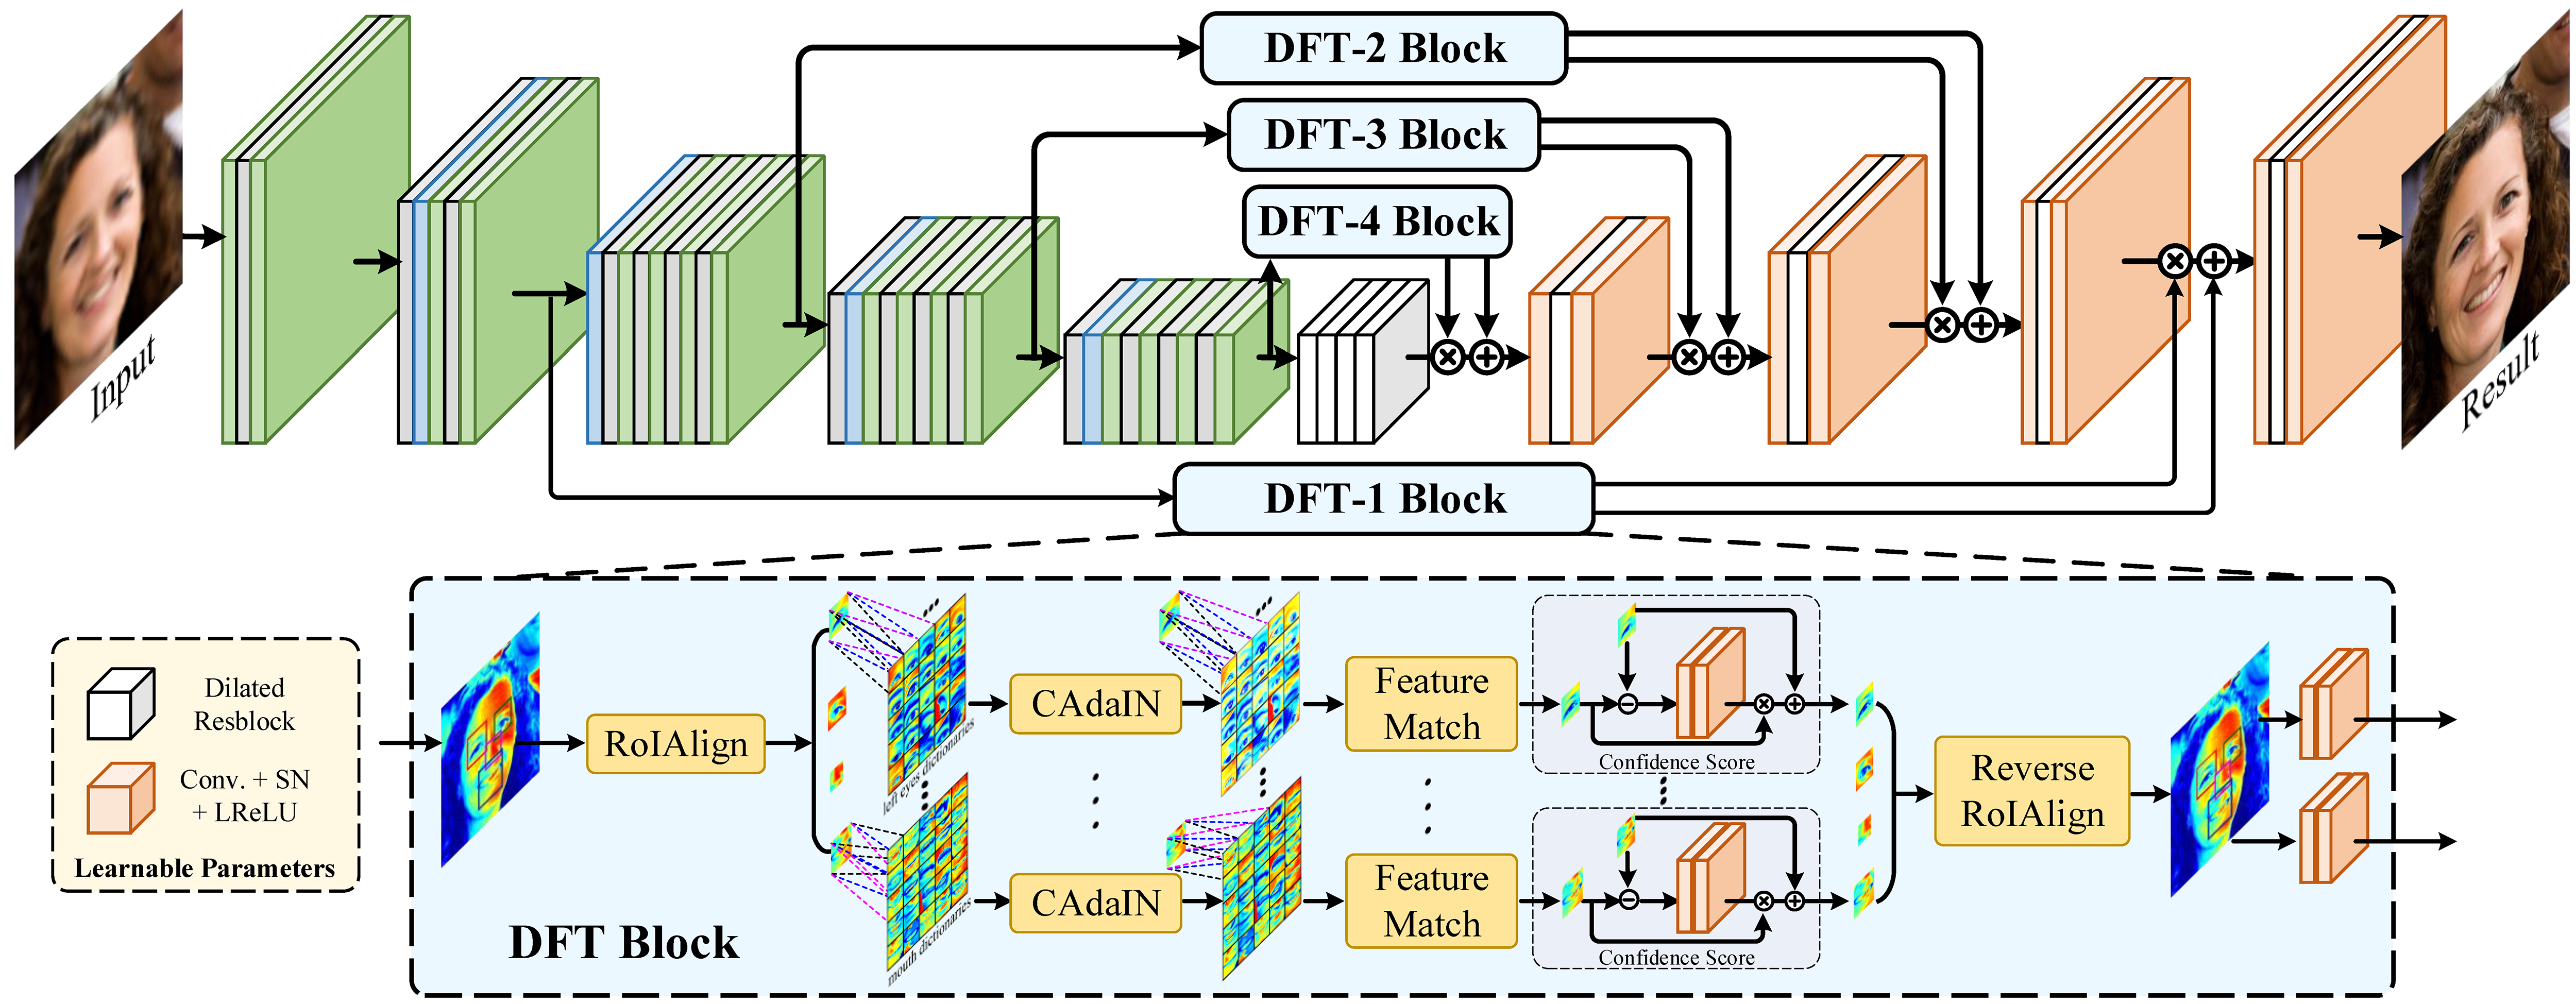 DFT-2 Block
DFT-3 Block
DFT-4 Block
Input
Result
DFT-1 Block
Dilated
Resblock
Conv. + SN
+ LReLU
Learnable Parameters
RoIAlign
left eyes dictionaries
CAdaIN
Feature
Match
Confidence Score
mouth dictionaries
CAdaIN
Feature
Match
Confidence Score
Reverse
RoIAlign
DFT Block